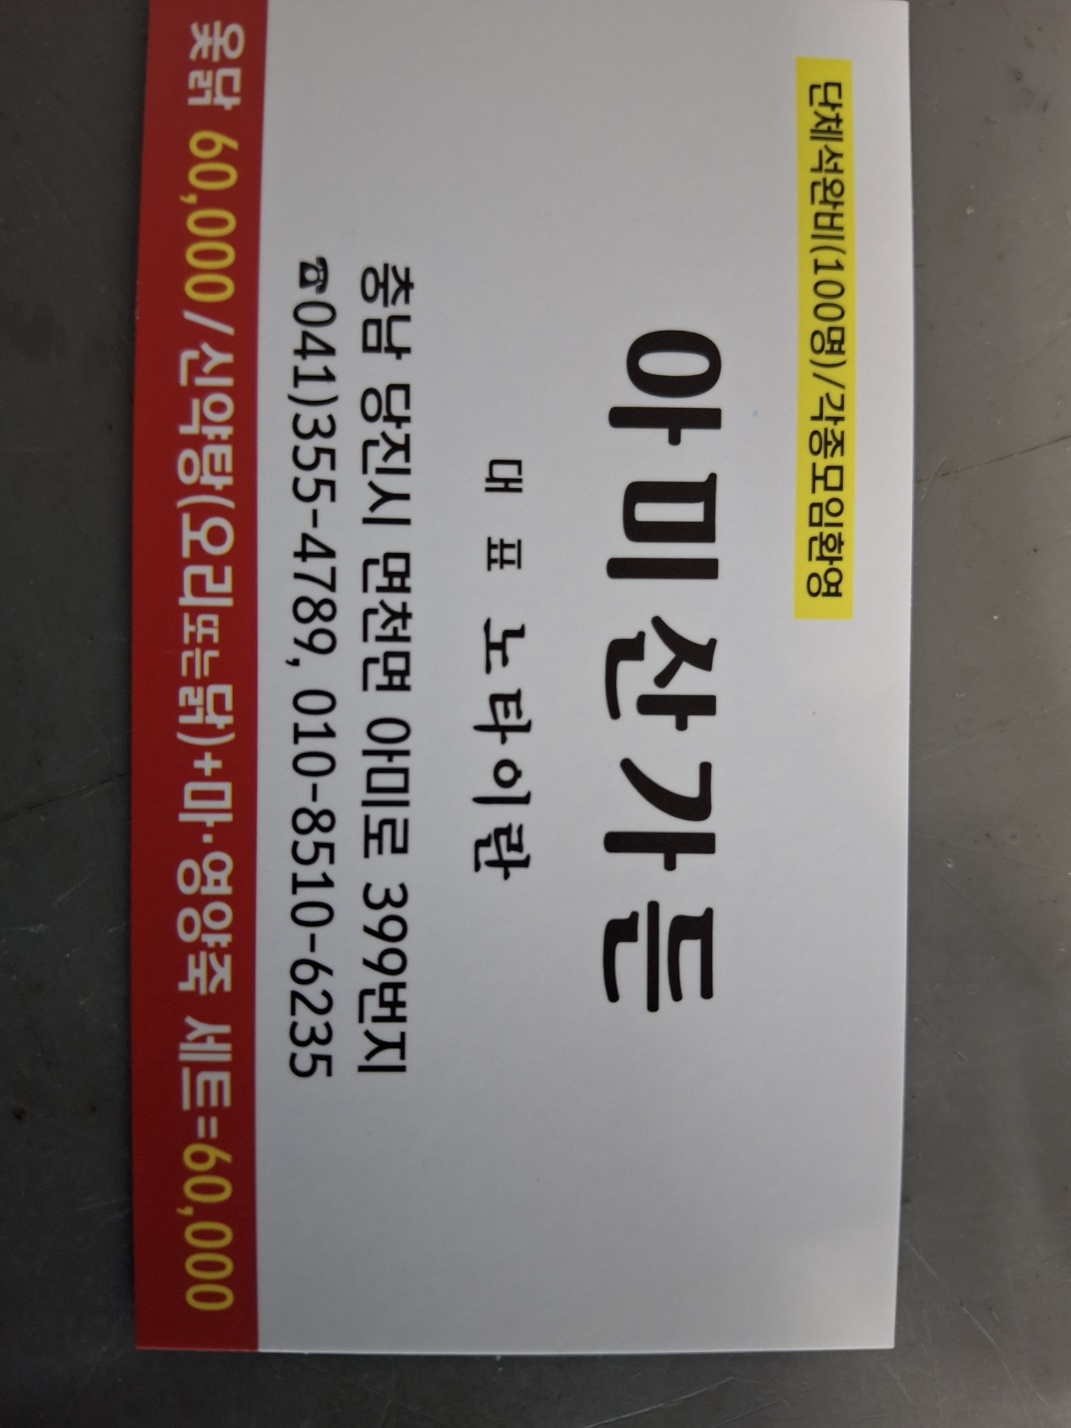 단체석완비(100명)/각종모임환영
아미산가든
대 표 노타이란
충남 당진시 면천면 아미로 399번지
☎041)355-4789, 010-8510-6235
옻닭 60,000/신약탕(오리또는닭)+마·영양죽 세트=60,000